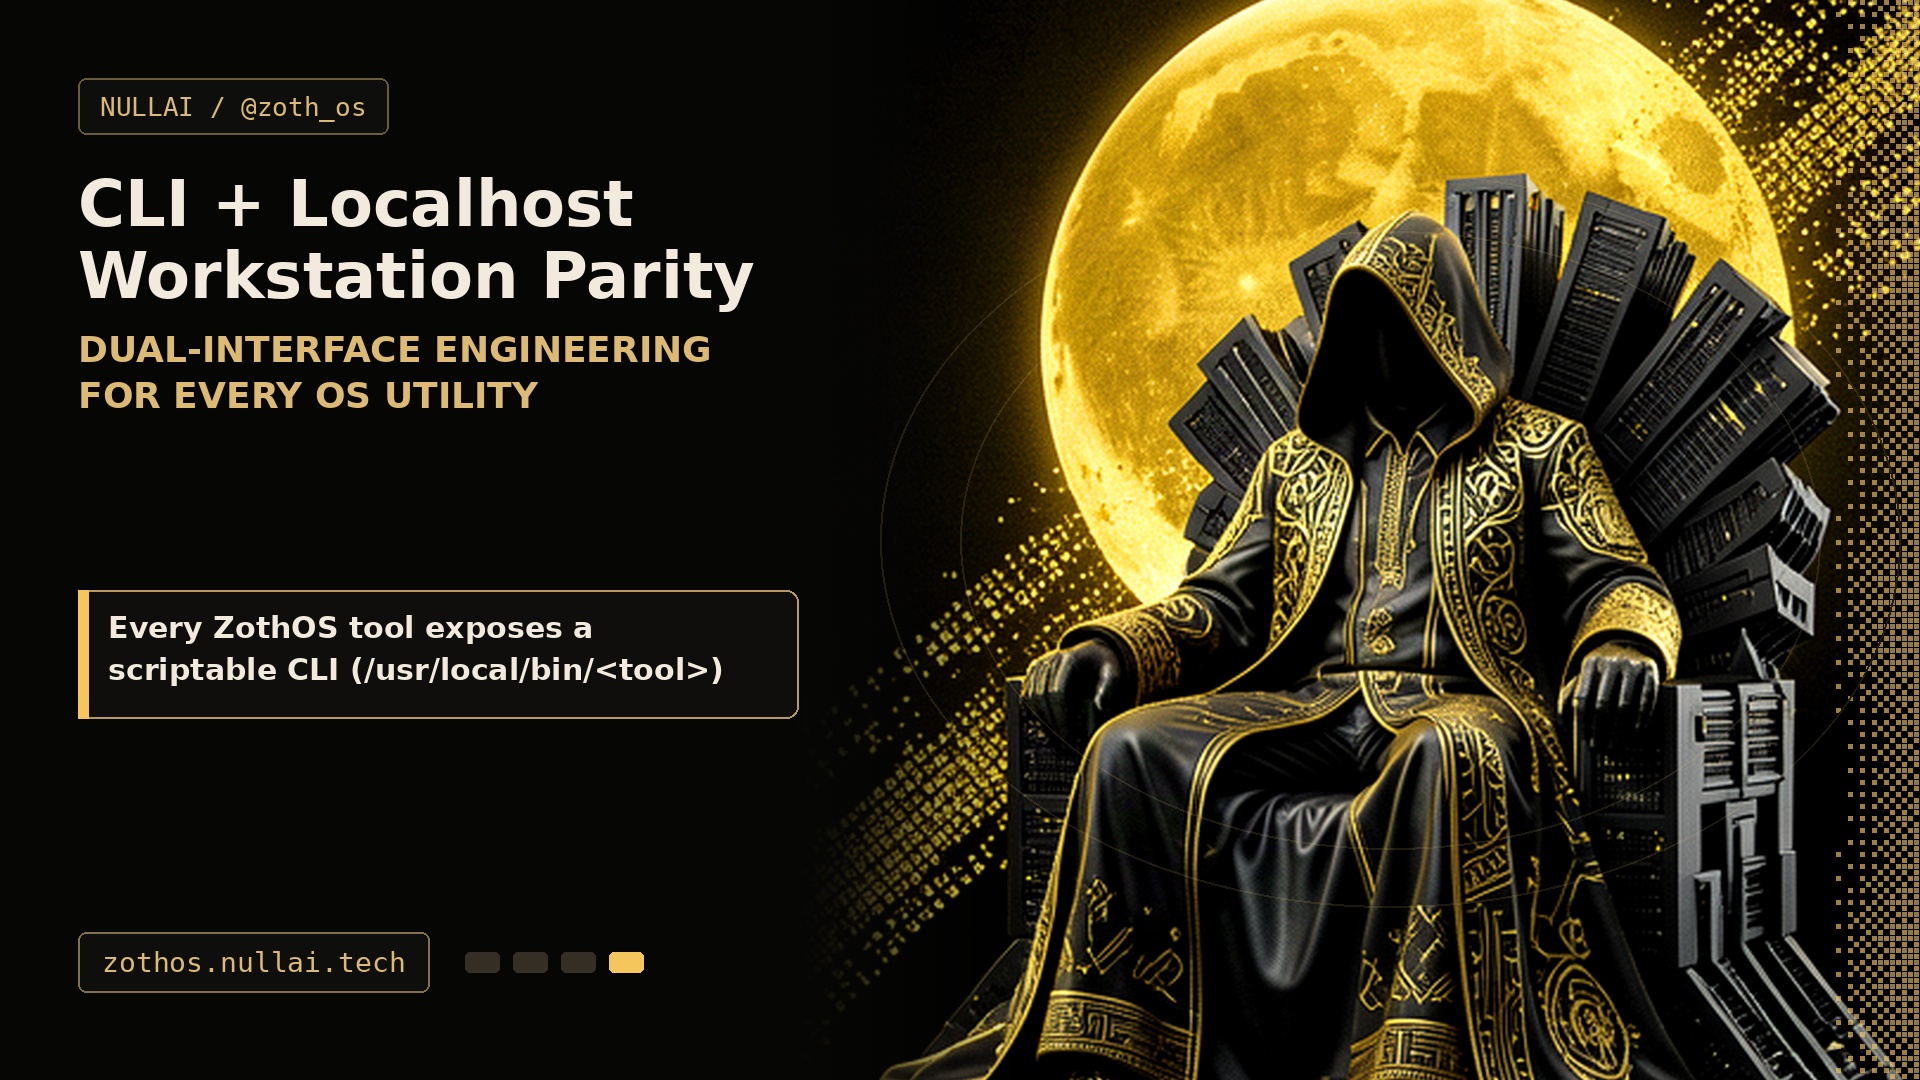 NULLAI / @zoth_os
CLI + Localhost
Workstation Parity
DUAL-INTERFACE ENGINEERING
FOR EVERY OS UTILITY
Every ZothOS tool exposes a
scriptable CLI (/usr/local/bin/<tool>)
zothos.nullai.tech